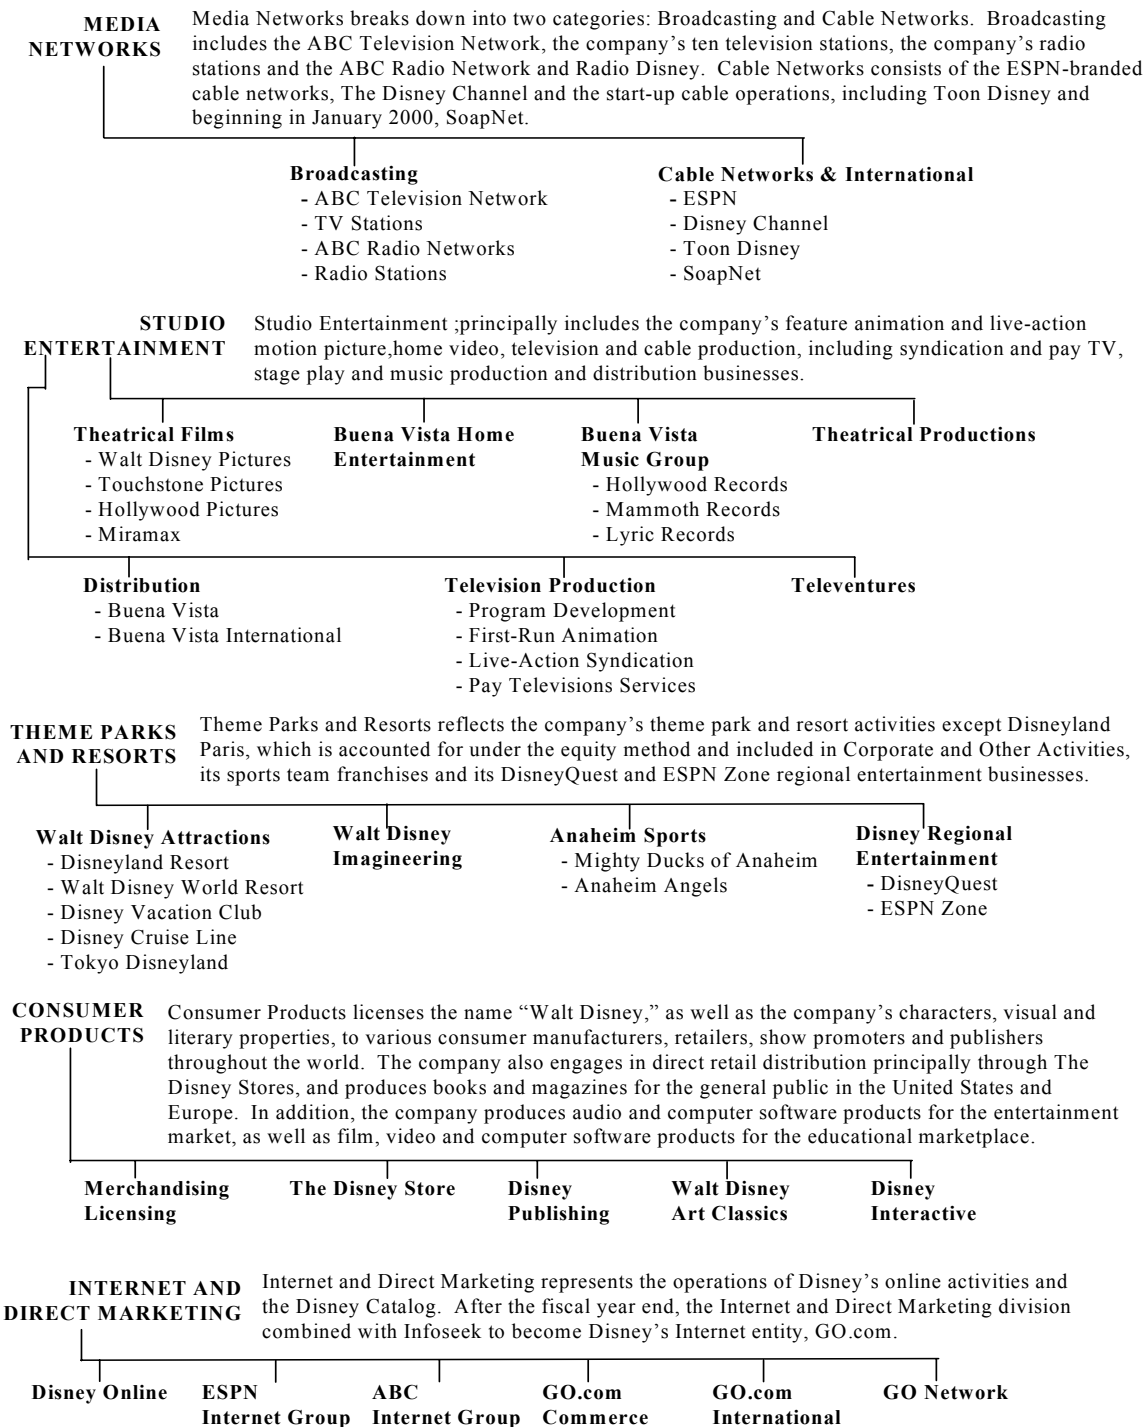 MEDIA
NETWORKS
Media Networks breaks down into two categories: Broadcasting and Cable Networks. Broadcasting
includes the ABC Television Network, the company's ten television stations, the company's radio
stations and the ABC Radio Network and Radio Disney. Cable Networks consists of the ESPN-branded
cable networks, The Disney Channel and the start-up cable operations, including Toon Disney and
beginning in January 2000, SoapNet.
Broadcasting
- ABC Television Network
- TV Stations
- ABC Radio Networks
- Radio Stations
Cable Networks & International
- ESPN
- Disney Channel
- Toon Disney
- SoapNet
STUDIO
ENTERTAINMENT
Studio Entertainment ;principally includes the company's feature animation and live-action
motion picture,home video, television and cable production, including syndication and pay TV,
stage play and music production and distribution businesses.
Theatrical Films
- Walt Disney Pictures
- Touchstone Pictures
- Hollywood Pictures
- Miramax
Buena Vista Home
Entertainment
Buena Vista
Music Group
- Hollywood Records
- Mammoth Records
- Lyric Records
Theatrical Productions
Distribution
- Buena Vista
- Buena Vista International
Television Production
- Program Development
- First-Run Animation
- Live-Action Syndication
- Pay Televisions Services
Televentures
THEME PARKS
AND RESORTS
Theme Parks and Resorts reflects the company's theme park and resort activities except Disneyland
Paris, which is accounted for under the equity method and included in Corporate and Other Activities,
its sports team franchises and its DisneyQuest and ESPN Zone regional entertainment businesses.
Walt Disney Attractions
- Disneyland Resort
- Walt Disney World Resort
- Disney Vacation Club
- Disney Cruise Line
- Tokyo Disneyland
Walt Disney
Imagineering
Anaheim Sports
- Mighty Ducks of Anaheim
- Anaheim Angels
Disney Regional
Entertainment
- DisneyQuest
- ESPN Zone
CONSUMER
PRODUCTS
Consumer Products licenses the name “Walt Disney,” as well as the company's characters, visual and
literary properties, to various consumer manufacturers, retailers, show promoters and publishers
throughout the world. The company also engages in direct retail distribution principally through The
Disney Stores, and produces books and magazines for the general public in the United States and
Europe. In addition, the company produces audio and computer software products for the entertainment
market, as well as film, video and computer software products for the educational marketplace.
Merchandising
Licensing
The Disney Store
Disney
Publishing
Walt Disney
Art Classics
Disney
Interactive
INTERNET AND
DIRECT MARKETING
Internet and Direct Marketing represents the operations of Disney's online activities and
the Disney Catalog. After the fiscal year end, the Internet and Direct Marketing division
combined with Infoseek to become Disney's Internet entity, GO.com.
Disney Online
ESPN
Internet Group
ABC
Internet Group
GO.com
Commerce
GO.com
International
GO Network